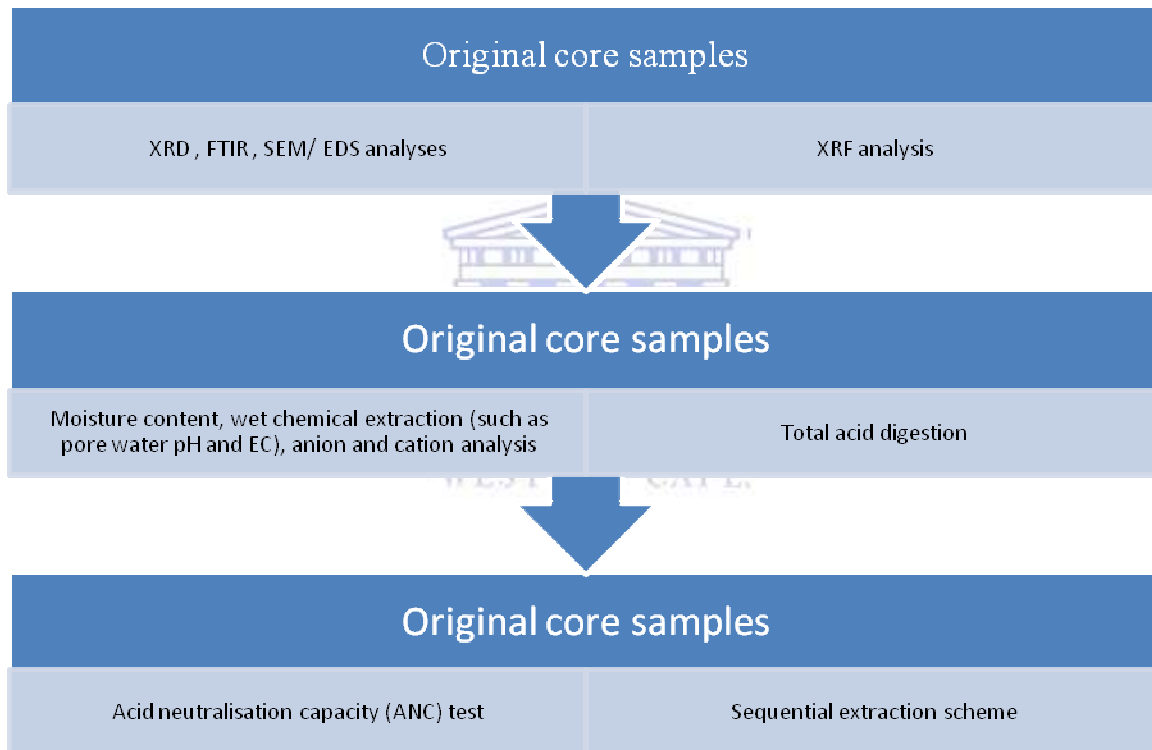 Original core samples
XRD , FTIR , SEM/ EDS analyses
XRF analysis
Original core samples
Moisture content, wet chemical extraction (such as
pore water pH and EC), anion and cation analysis
Total acid digestion
WEST CAPE
Original core samples
Acid neutralisation capacity (ANC) test
Sequential extraction scheme